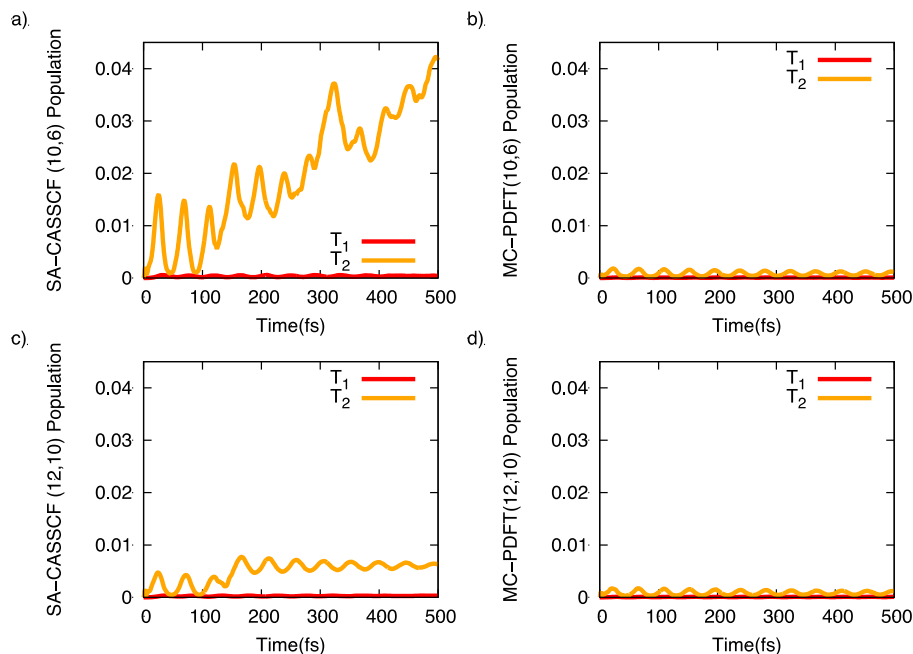 a).
SA−CASSCF (10,6) Population
0.04
0.03
0.02
0.01
0
T1
T2
0 100 200 300 400 500
Time(fs)
b).
MC−PDFT(10,6) Population
0.04
0.03
0.02
0.01
0
T1
T2
0 100 200 300 400 500
Time(fs)
c).
SA−CASSCF (12,10) Population
0.04
0.03
0.02
0.01
0
T1
T2
0 100 200 300 400 500
Time(fs)
d).
MC−PDFT(12,10) Population
0.04
0.03
0.02
0.01
0
T1
T2
0 100 200 300 400 500
Time(fs)